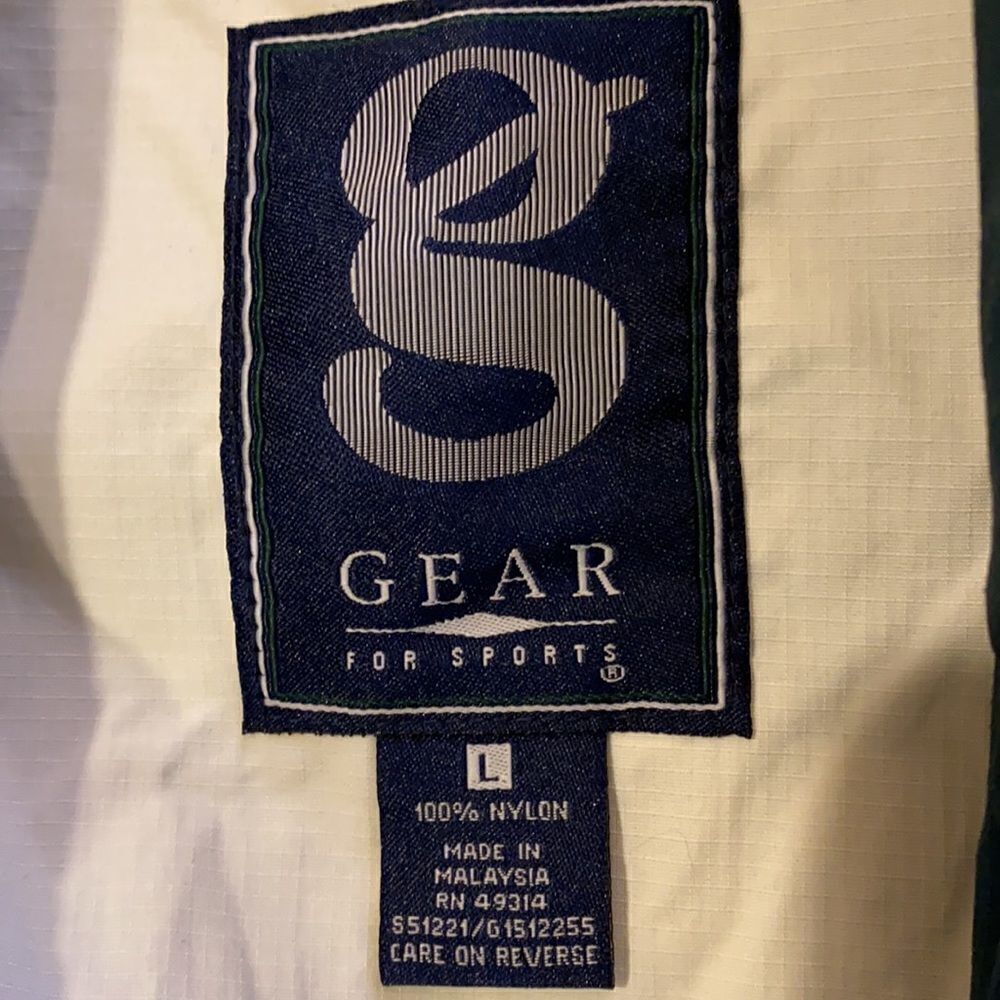 g
GEAR
FOR SPORTS®
L
100% NYLON
MADE IN
MALAYSIA
RN 49314
S51221/G1512255
CARE ON REVERSE